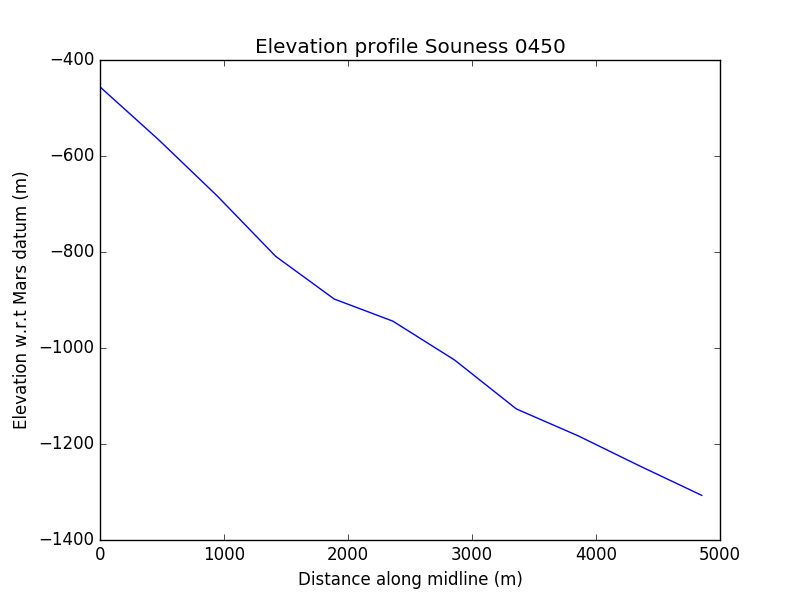 Elevation profile Souness 0450
Elevation w.r.t Mars datum (m)
−400
−600
−800
−1000
−1200
−1400
0 1000 2000 3000 4000 5000
Distance along midline (m)